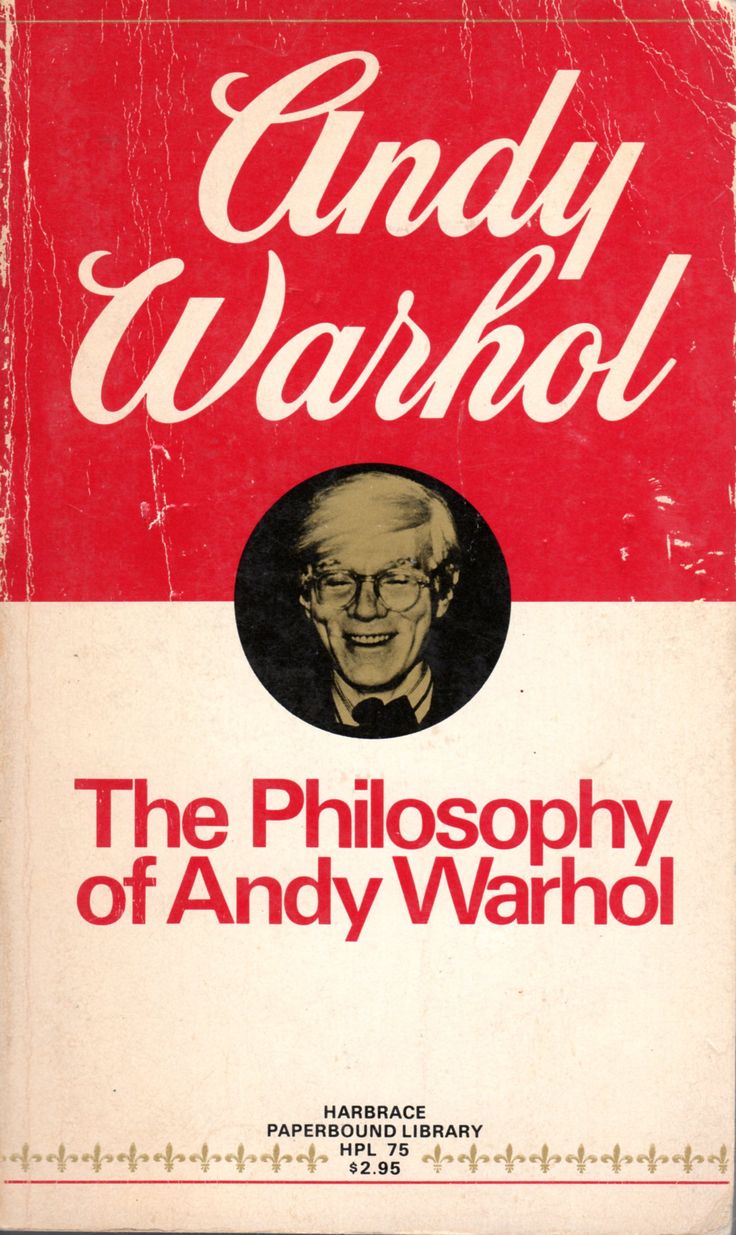 Andy
Warhol
The Philosophy
of Andy Warhol
HARBRACE
PAPERBOUND LIBRARY
HPL 75
$2.95